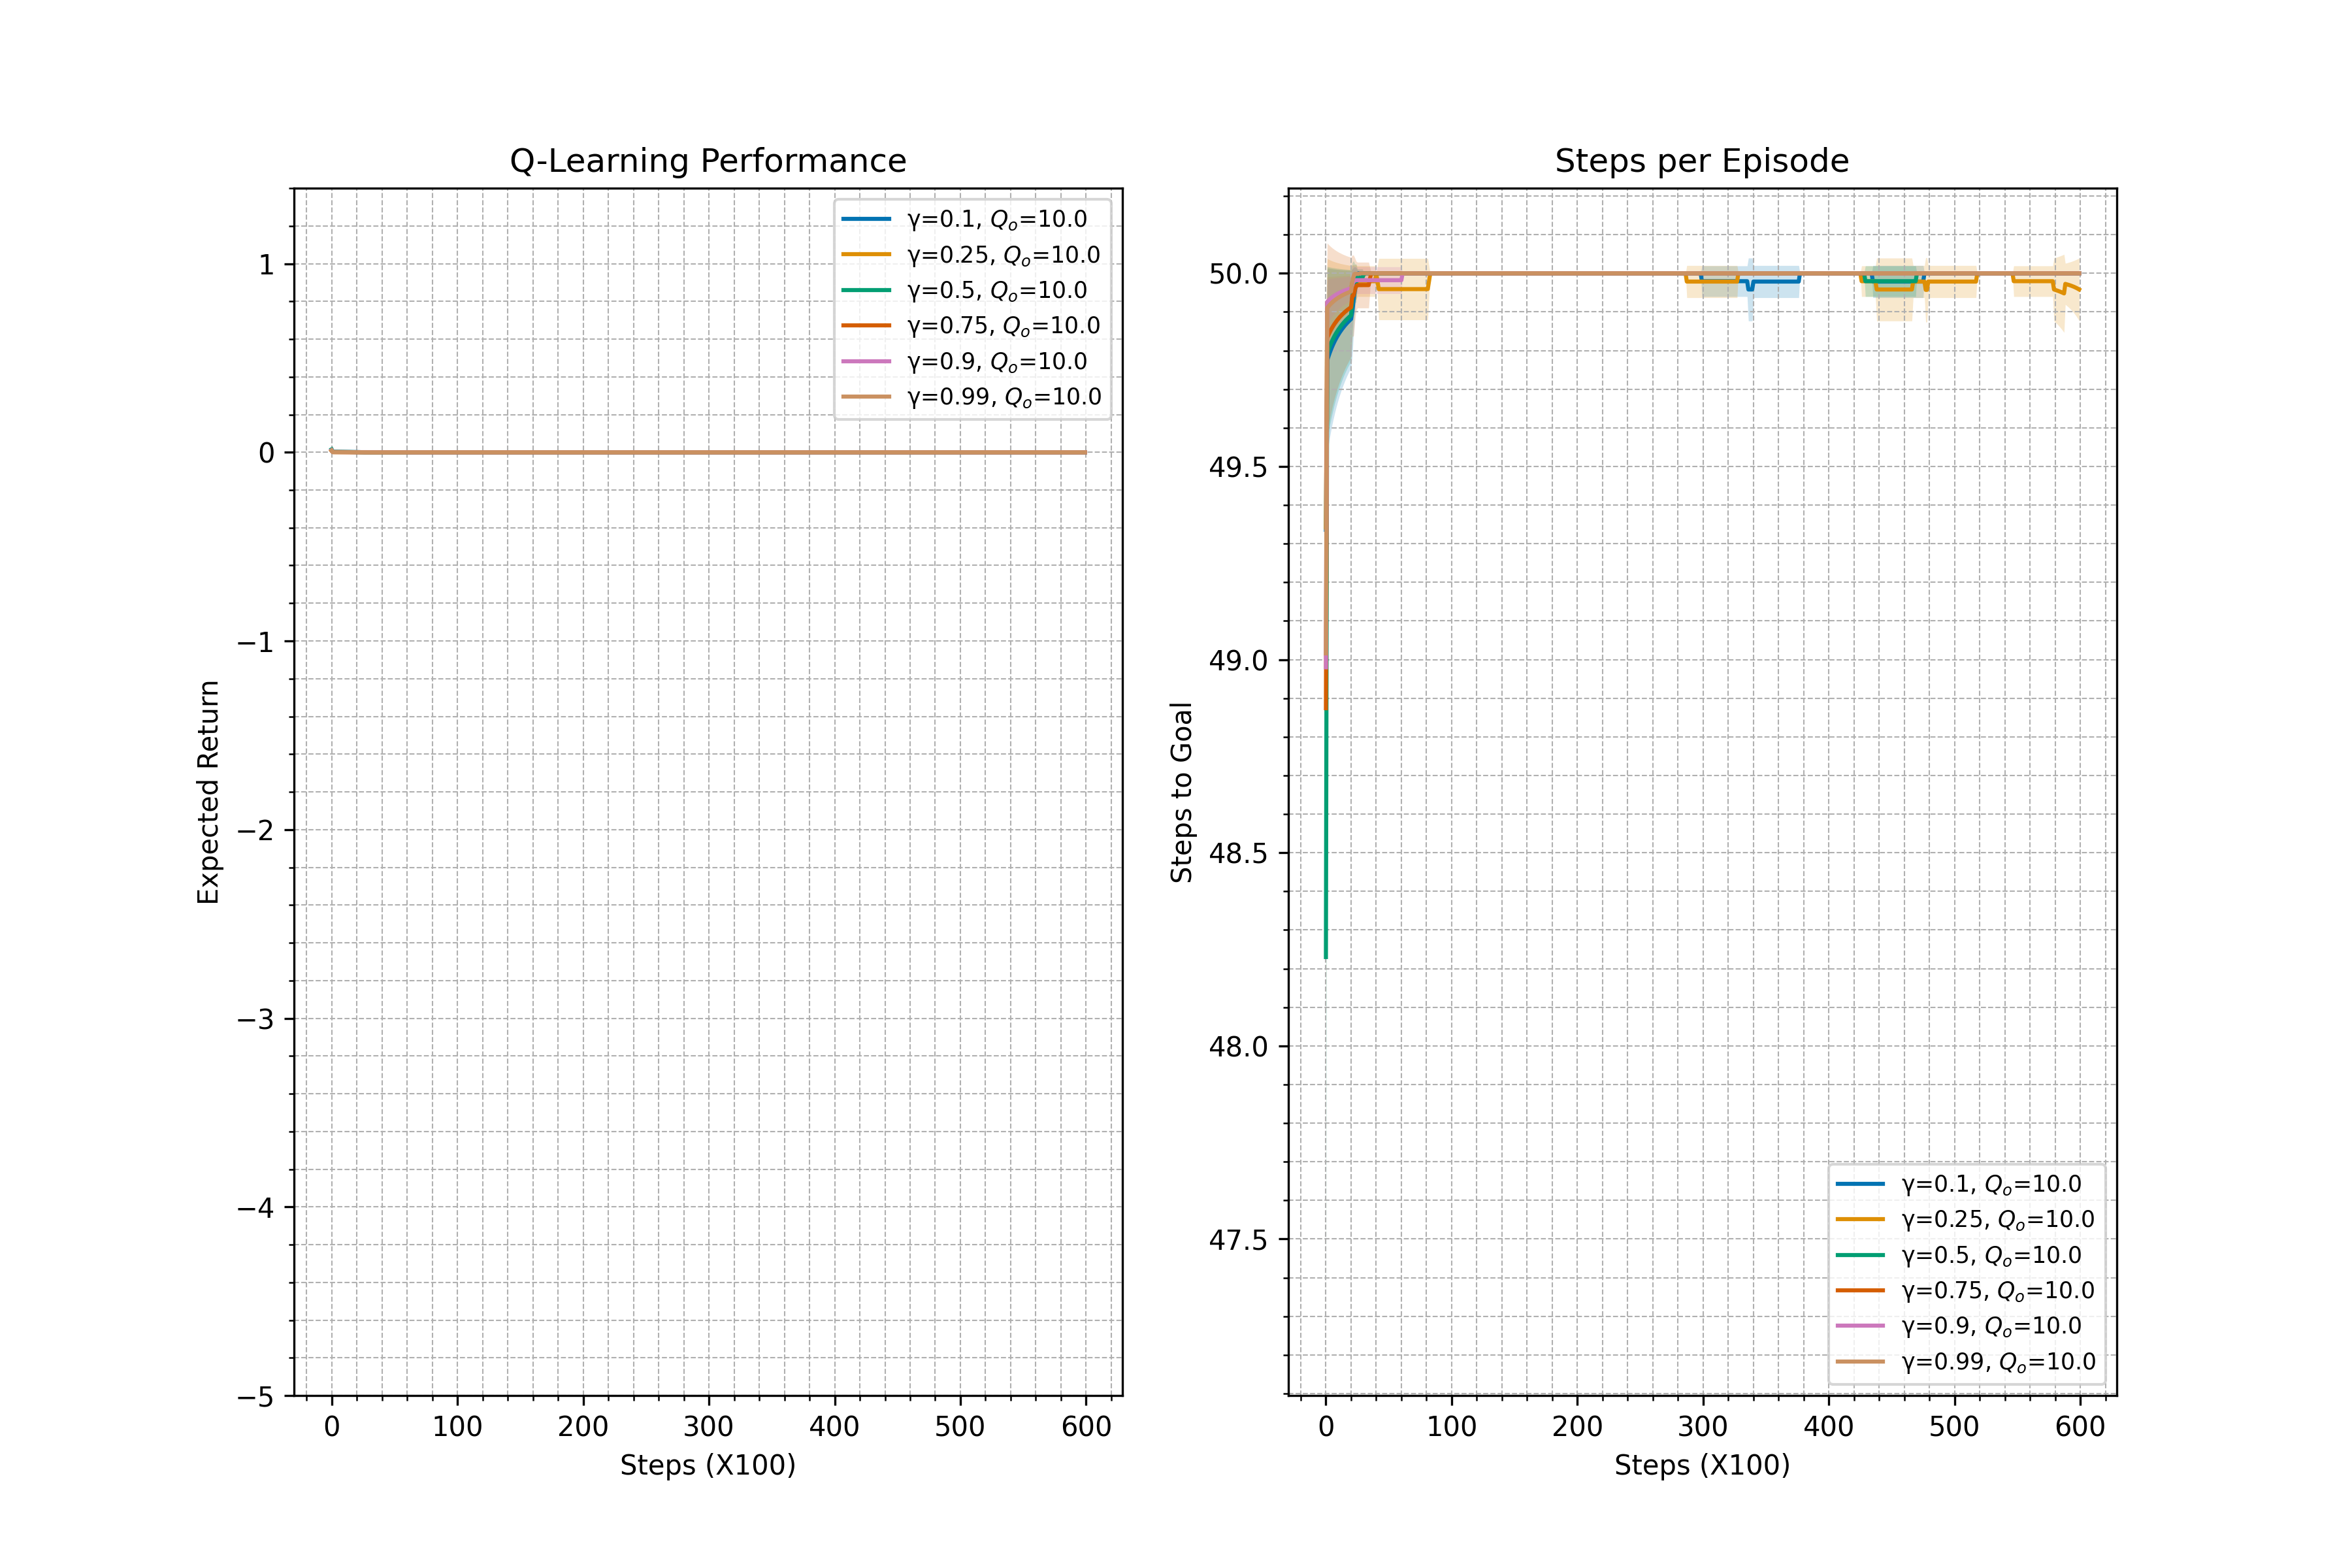 Q-Learning Performance
Expected Return
1
0
−1
−2
−3
−4
−5
0 100 200 300 400 500 600
Steps (X100)
γ=0.1, Qo=10.0
γ=0.25, Qo=10.0
γ=0.5, Qo=10.0
γ=0.75, Qo=10.0
γ=0.9, Qo=10.0
γ=0.99, Qo=10.0
Steps per Episode
Steps to Goal
50.0
49.5
49.0
48.5
48.0
47.5
0 100 200 300 400 500 600
Steps (X100)
γ=0.1, Qo=10.0
γ=0.25, Qo=10.0
γ=0.5, Qo=10.0
γ=0.75, Qo=10.0
γ=0.9, Qo=10.0
γ=0.99, Qo=10.0